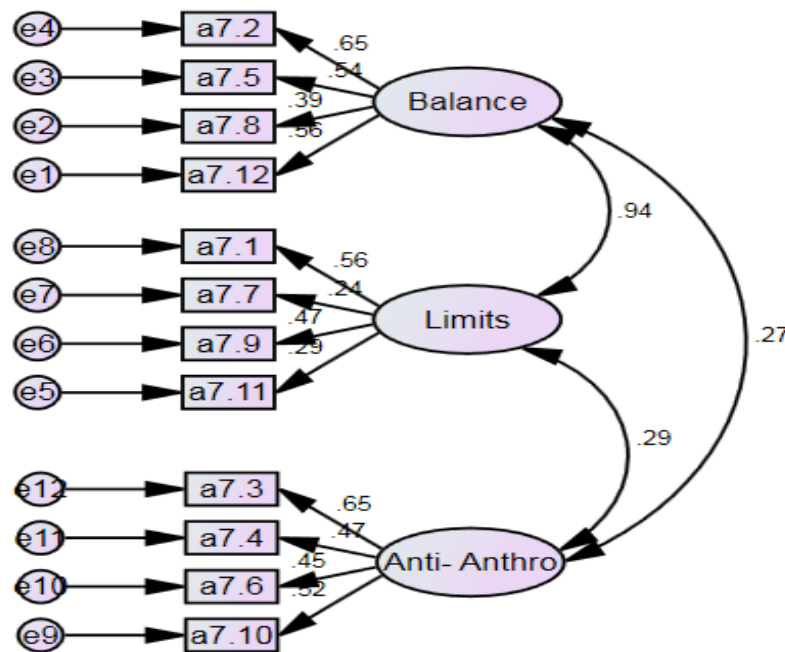 e4 a7.2 .65
e3 a7.5 .54
Balance
e2 a7.8 .39
e1 a7.12 .56
.94
e8 a7.1 .56
e7 a7.7 .24
Limits
e6 a7.9 .47
.27
e5 a7.11 .29
.29
e12 a7.3 .65
e11 a7.4 .47
Anti- Anthro
e10 a7.6 .45
e9 a7.10 .52